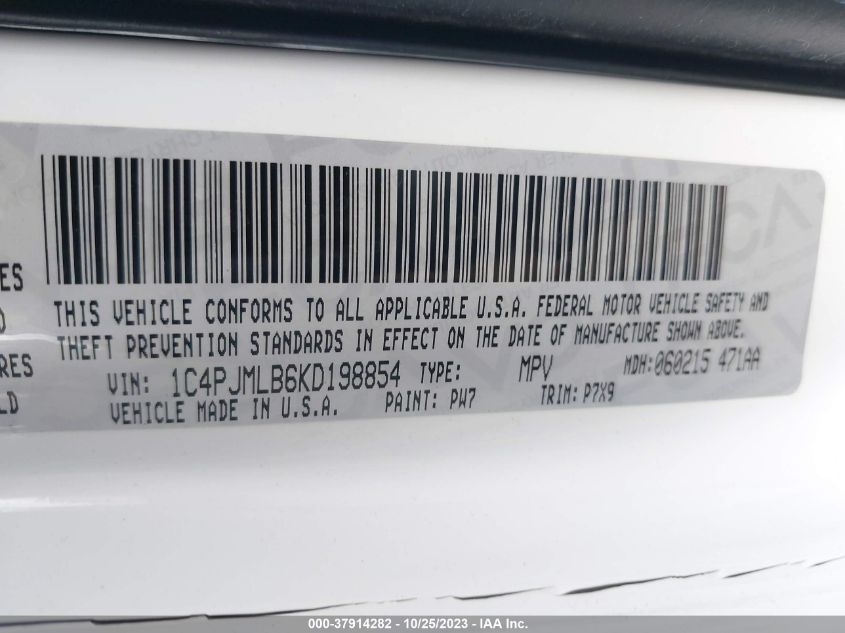 ES
THIS VEHICLE CONFORMS TO ALL APPLICABLE U.S.A. FEDERAL MOTOR VEHICLE SAFETY AND
THEFT PREVENTION STANDARDS IN EFFECT ON THE DATE OF MANUFACTURE SHOWN ABOVE.
RES
VIN: 1C4PJMLB6KD198854 TYPE: MPV MDH:060215 471AA
LD
VEHICLE MADE IN U.S.A. PAINT: PW7 TRIM: P7X9
000-37914282 - 10/25/2023 - IAA Inc.